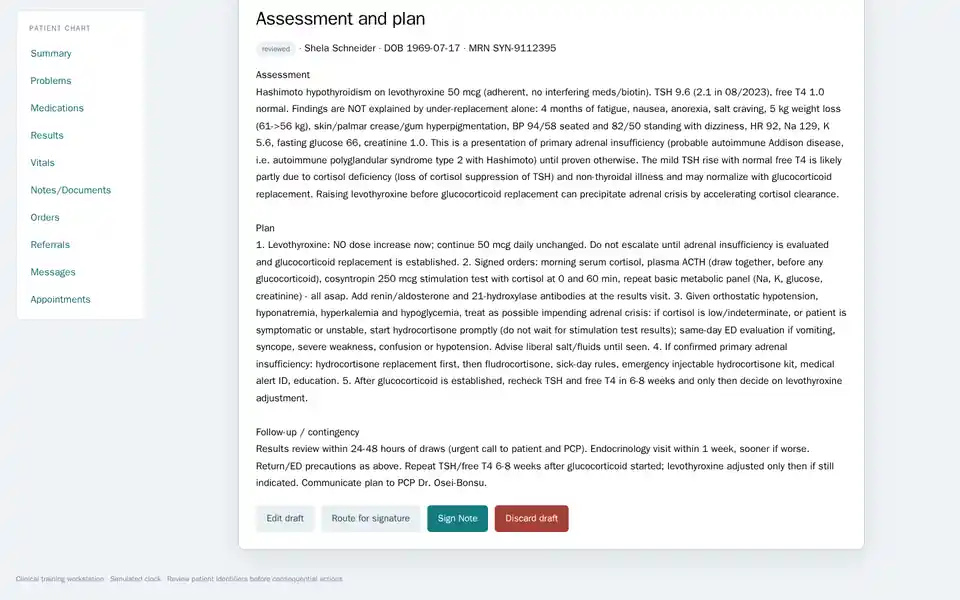 PATIENT CHART
Summary
Problems
Medications
Results
Vitals
Notes/Documents
Orders
Referrals
Messages
Appointments
Assessment and plan
reviewed · Shela Schneider · DOB 1969-07-17 · MRN SYN-9112395
Assessment
Hashimoto hypothyroidism on levothyroxine 50 mcg (adherent, no interfering meds/biotin). TSH 9.6 (2.1 in 08/2023), free T4 1.0
normal. Findings are NOT explained by under-replacement alone: 4 months of fatigue, nausea, anorexia, salt craving, 5 kg weight loss
(61->56 kg), skin/palmar crease/gum hyperpigmentation, BP 94/58 seated and 82/50 standing with dizziness, HR 92, Na 129, K
5.6, fasting glucose 66, creatinine 1.0. This is a presentation of primary adrenal insufficiency (probable autoimmune Addison disease,
i.e. autoimmune polyglandular syndrome type 2 with Hashimoto) until proven otherwise. The mild TSH rise with normal free T4 is likely
partly due to cortisol deficiency (loss of cortisol suppression of TSH) and non-thyroidal illness and may normalize with glucocorticoid
replacement. Raising levothyroxine before glucocorticoid replacement can precipitate adrenal crisis by accelerating cortisol clearance.
Plan
1. Levothyroxine: NO dose increase now; continue 50 mcg daily unchanged. Do not escalate until adrenal insufficiency is evaluated
and glucocorticoid replacement is established. 2. Signed orders: morning serum cortisol, plasma ACTH (draw together, before any
glucocorticoid), cosyntropin 250 mcg stimulation test with cortisol at 0 and 60 min, repeat basic metabolic panel (Na, K, glucose,
creatinine) - all asap. Add renin/aldosterone and 21-hydroxylase antibodies at the results visit. 3. Given orthostatic hypotension,
hyponatremia, hyperkalemia and hypoglycemia, treat as possible impending adrenal crisis: if cortisol is low/indeterminate, or patient is
symptomatic or unstable, start hydrocortisone promptly (do not wait for stimulation test results); same-day ED evaluation if vomiting,
syncope, severe weakness, confusion or hypotension. Advise liberal salt/fluids until seen. 4. If confirmed primary adrenal
insufficiency: hydrocortisone replacement first, then fludrocortisone, sick-day rules, emergency injectable hydrocortisone kit, medical
alert ID, education. 5. After glucocorticoid is established, recheck TSH and free T4 in 6-8 weeks and only then decide on levothyroxine
adjustment.
Follow-up / contingency
Results review within 24-48 hours of draws (urgent call to patient and PCP). Endocrinology visit within 1 week, sooner if worse.
Return/ED precautions as above. Repeat TSH/free T4 6-8 weeks after glucocorticoid started; levothyroxine adjusted only then if still
indicated. Communicate plan to PCP Dr. Osei-Bonsu.
Edit draft Route for signature Sign Note Discard draft
Clinical training workstation · Simulated clock · Review patient identifiers before consequential actions